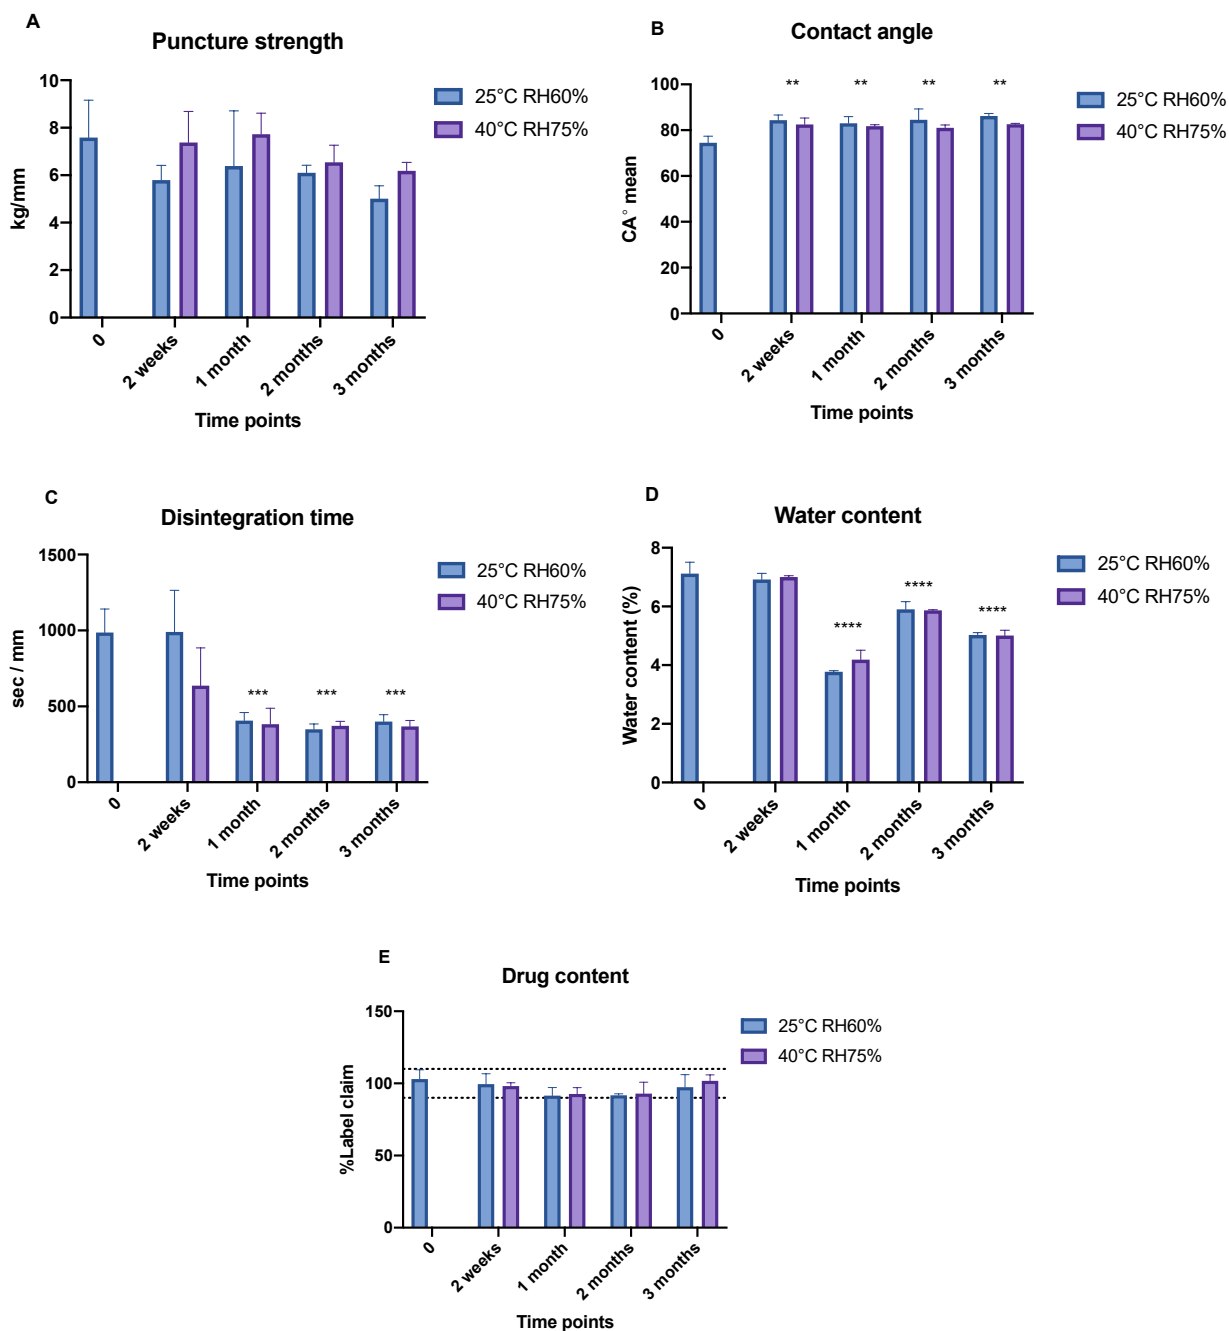 A
Puncture strength
kg/mm
10
8
6
4
2
0
0
2 weeks
1 month
2 months
3 months
Time points
25°C RH60%
40°C RH75%
B
Contact angle
CA° mean
100
80
60
40
20
0
**
**
**
**
0
2 weeks
1 month
2 months
3 months
Time points
25°C RH60%
40°C RH75%
C
Disintegration time
sec / mm
1500
1000
500
0
***
***
***
0
2 weeks
1 month
2 months
3 months
Time points
25°C RH60%
40°C RH75%
D
Water content
Water content (%)
8
6
4
2
0
****
****
****
0
2 weeks
1 month
2 months
3 months
Time points
25°C RH60%
40°C RH75%
E
Drug content
%Label claim
150
100
50
0
0
2 weeks
1 month
2 months
3 months
Time points
25°C RH60%
40°C RH75%